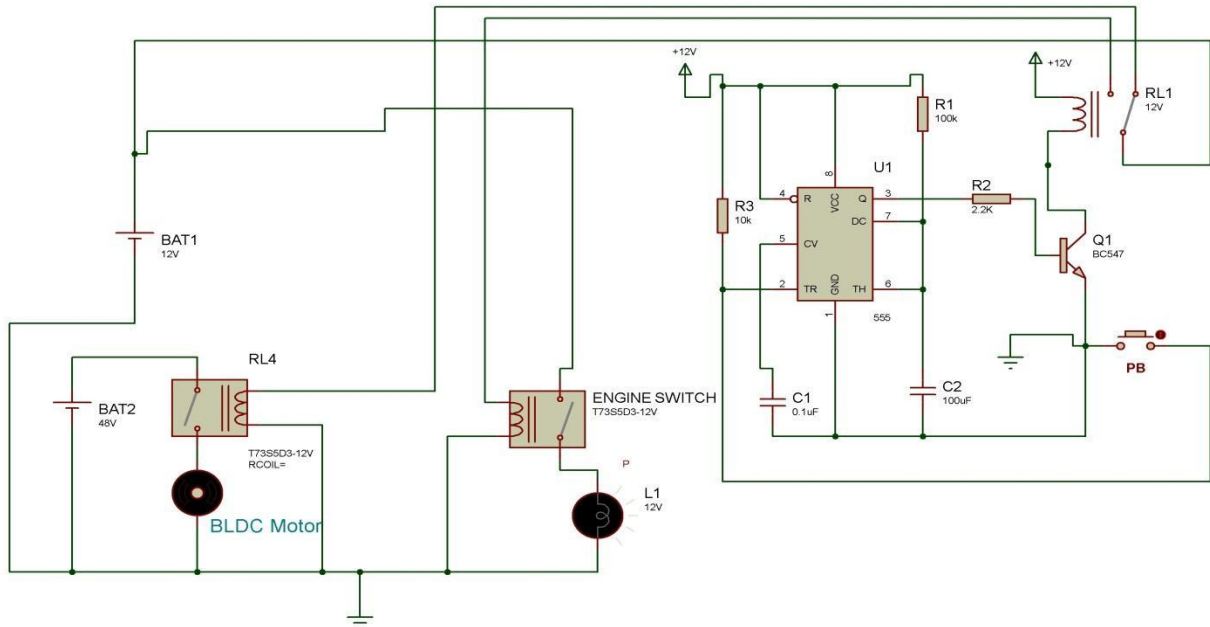 +12V
+12V
RL1
12V
R1
100k
U1
R3
10k
4
R
8
VCC
Q
3
DC
7
5
CV
2
TR
GND
1
TH
6
555
R2
2.2K
Q1
BC547
PB
C1
0.1uF
C2
100uF
BAT1
12V
RL4
BAT2
48V
T73S5D3-12V
RCOIL=
BLDC Motor
ENGINE SWITCH
T73S5D3-12V
P
L1
12V